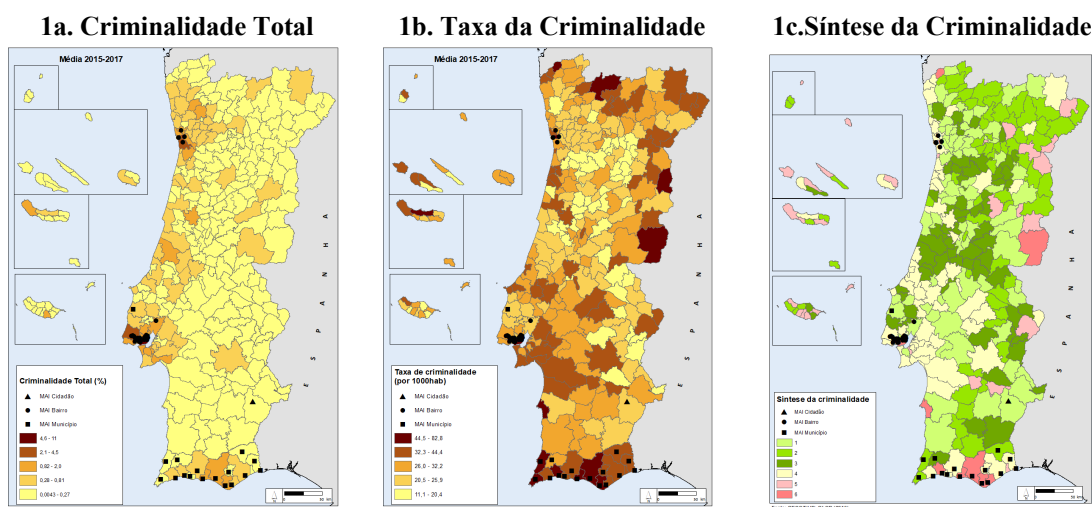 1a. Criminalidade Total
1b. Taxa da Criminalidade
1c.Síntese da Criminalidade
Média 2015-2017
E S P A N H A
Criminalidade Total (%)
MAI Cidadão
MAI Bairro
MAI Município
4,6 - 11
2,1 - 4,5
0,82 - 2,0
0,28 - 0,81
0,0043 - 0,27
Média 2015-2017
E S P A N H A
Taxa de criminalidade
(por 1000hab)
MAI Cidadão
MAI Bairro
MAI Município
44,5 - 82,8
32,3 - 44,4
26,0 - 32,2
20,5 - 25,9
11,1 - 20,4
E S P A N H A
Síntese da criminalidade
MAI Cidadão
MAI Bairro
MAI Município
1
2
3
4
5
6